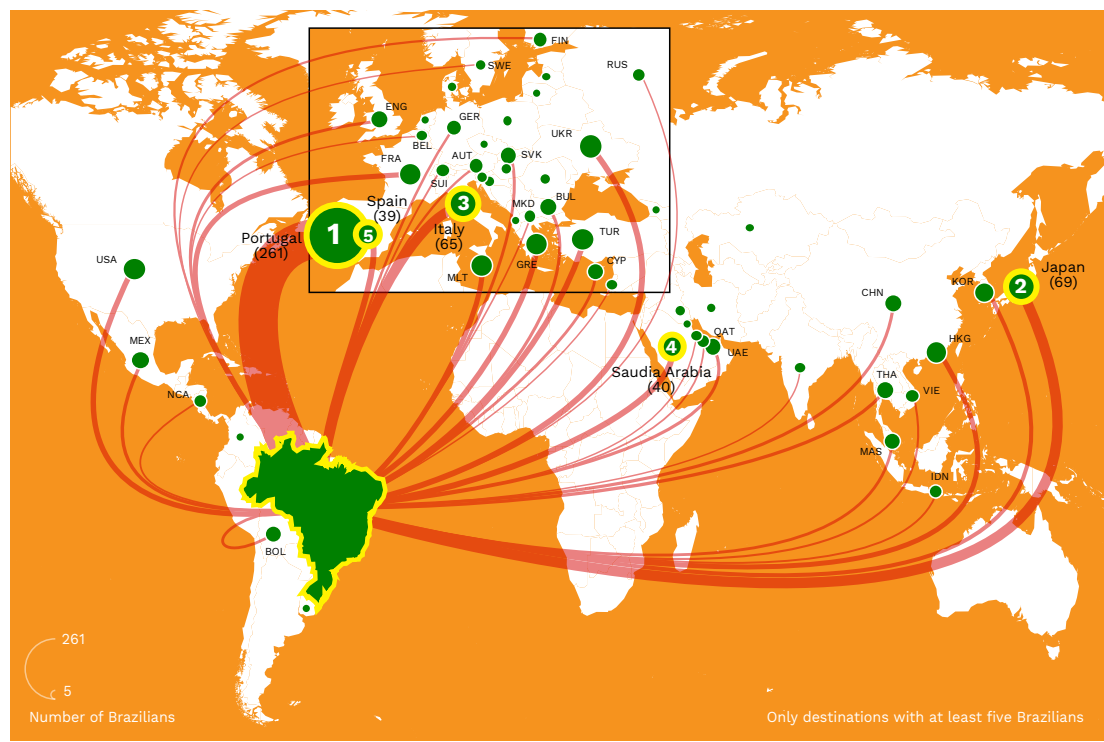 FIN
SWE
RUS
ENG
GER
BEL
UKR
FRA
AUT
SVK
SUI
Spain
(39)
3
MKD
BUL
1
5
Italy
(65)
Portugal
(261)
TUR
GRE
CYP
MLT
USA
Japan
(69)
KOR
2
CHN
MEX
QAT
4
UAE
HKG
Saudia Arabia
(40)
THA
VIE
NCA
MAS
IDN
BOL
261
5
Number of Brazilians
Only destinations with at least five Brazilians